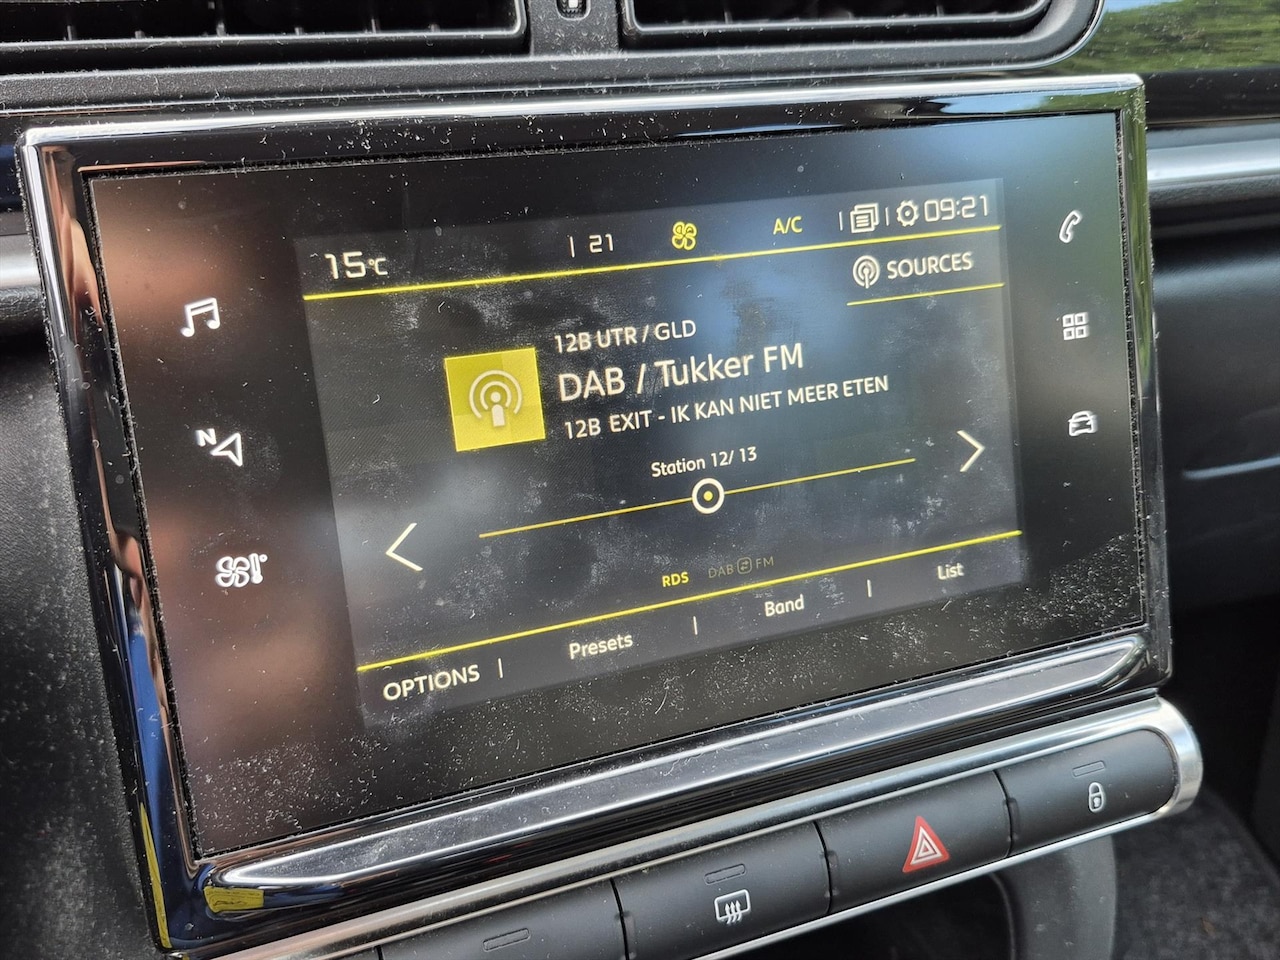 15°C | 21 A/C | | 09:21
SOURCES
12B UTR / GLD
DAB / Tukker FM
12B EXIT - IK KAN NIET MEER ETEN
Station 12/ 13
N
RDS DAB FM
OPTIONS | Presets | Band | List